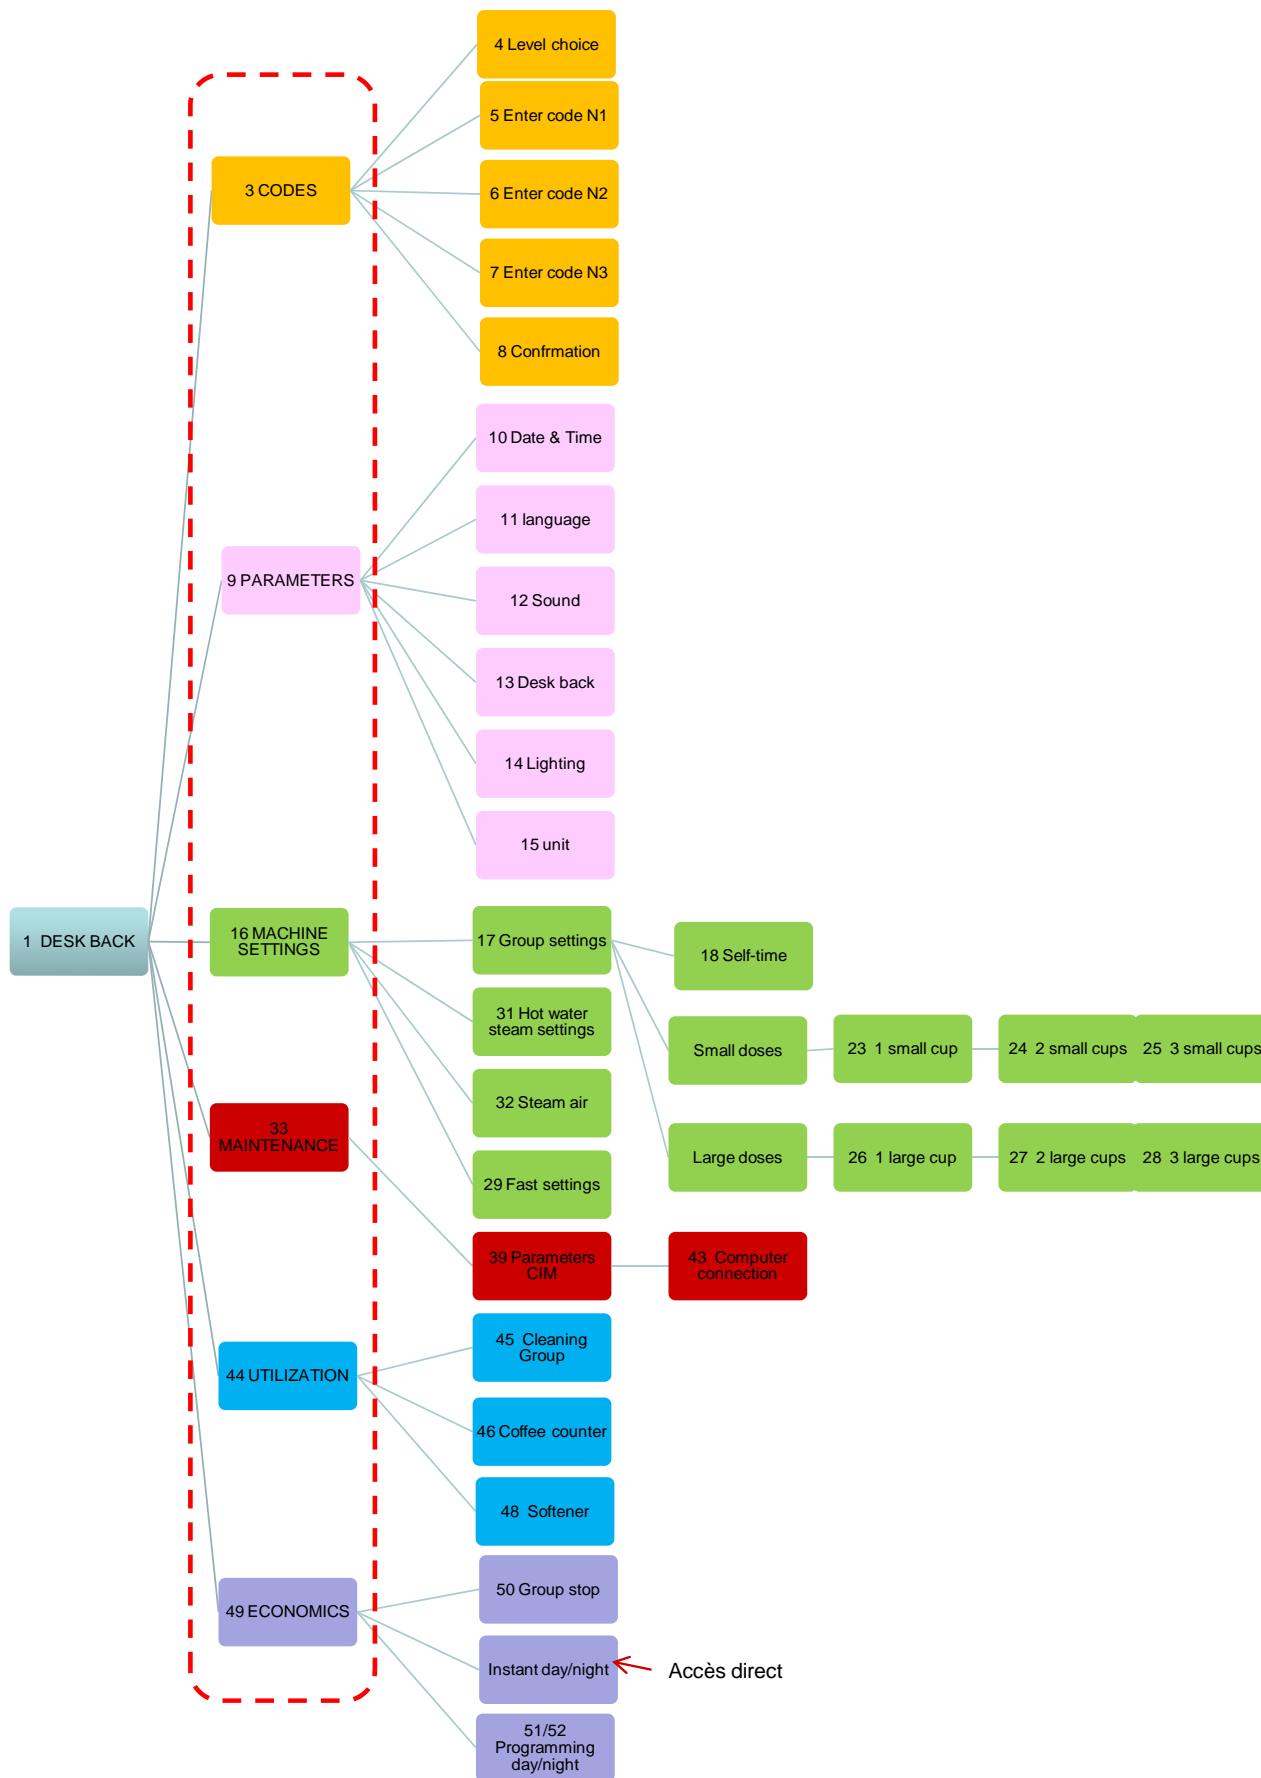 4 Level choice
5 Enter code N1
3 CODES
6 Enter code N2
7 Enter code N3
8 Confrmation
10 Date & Time
11 language
9 PARAMETERS
12 Sound
13 Desk back
14 Lighting
15 unit
1 DESK BACK
16 MACHINE
SETTINGS
17 Group settings
18 Self-time
31 Hot water
steam settings
Small doses
23 1 small cup
24 2 small cups
25 3 small cups
32 Steam air
33
MAINTENANCE
Large doses
26 1 large cup
27 2 large cups
28 3 large cups
29 Fast settings
39 Parameters
CIM
43 Computer
connection
45 Cleaning
Group
44 UTILIZATION
46 Coffee counter
48 Softener
50 Group stop
49 ECONOMICS
Instant day/night
Accès direct
51/52
Programming
day/night